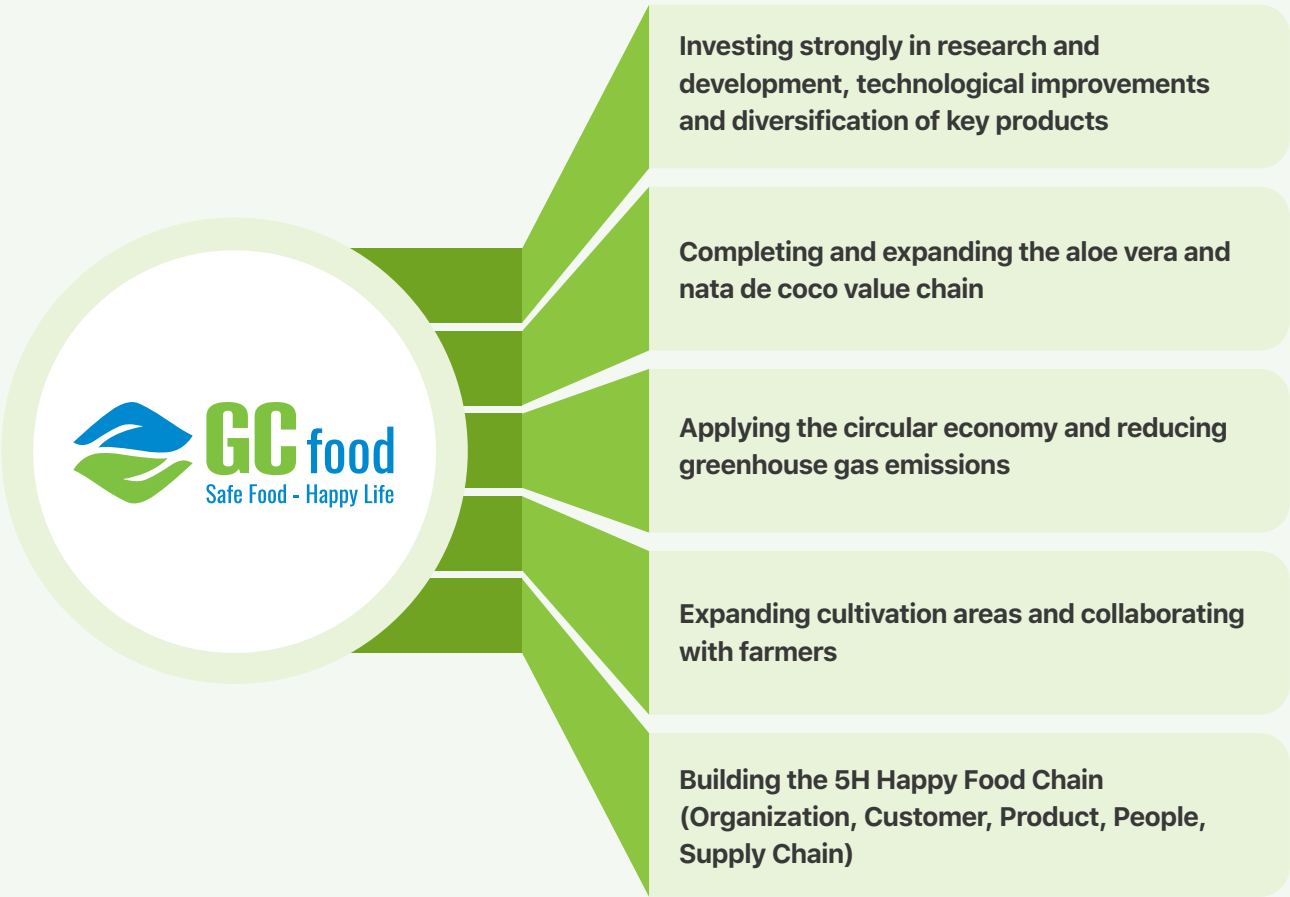 GC food
Safe Food - Happy Life
Investing strongly in research and
development, technological improvements
and diversification of key products
Completing and expanding the aloe vera and
nata de coco value chain
Applying the circular economy and reducing
greenhouse gas emissions
Expanding cultivation areas and collaborating
with farmers
Building the 5H Happy Food Chain
(Organization, Customer, Product, People,
Supply Chain)